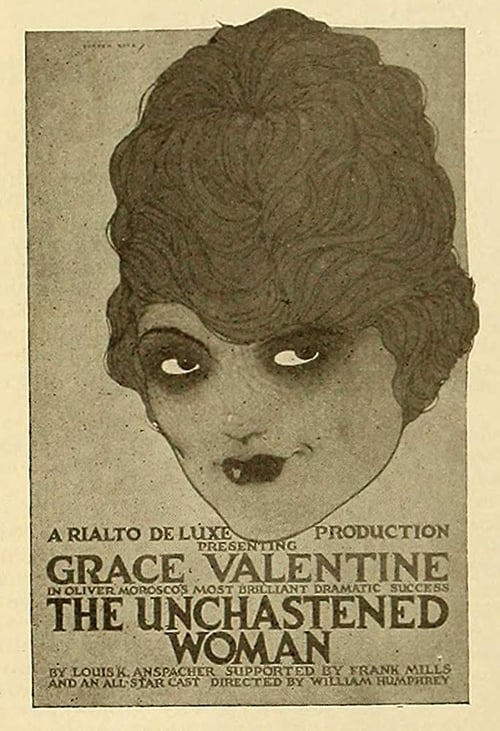 A RIALTO DE LUXE PRODUCTION
PRESENTING
GRACE VALENTINE
IN OLIVER MOROSCO'S MOST BRILLIANT DRAMATIC SUCCESS
THE UNCHASTENED
WOMAN
BY LOUIS K. ANSPACHER SUPPORTED BY FRANK MILLS
AND AN ALL-STAR CAST DIRECTED BY WILLIAM HUMPHREY